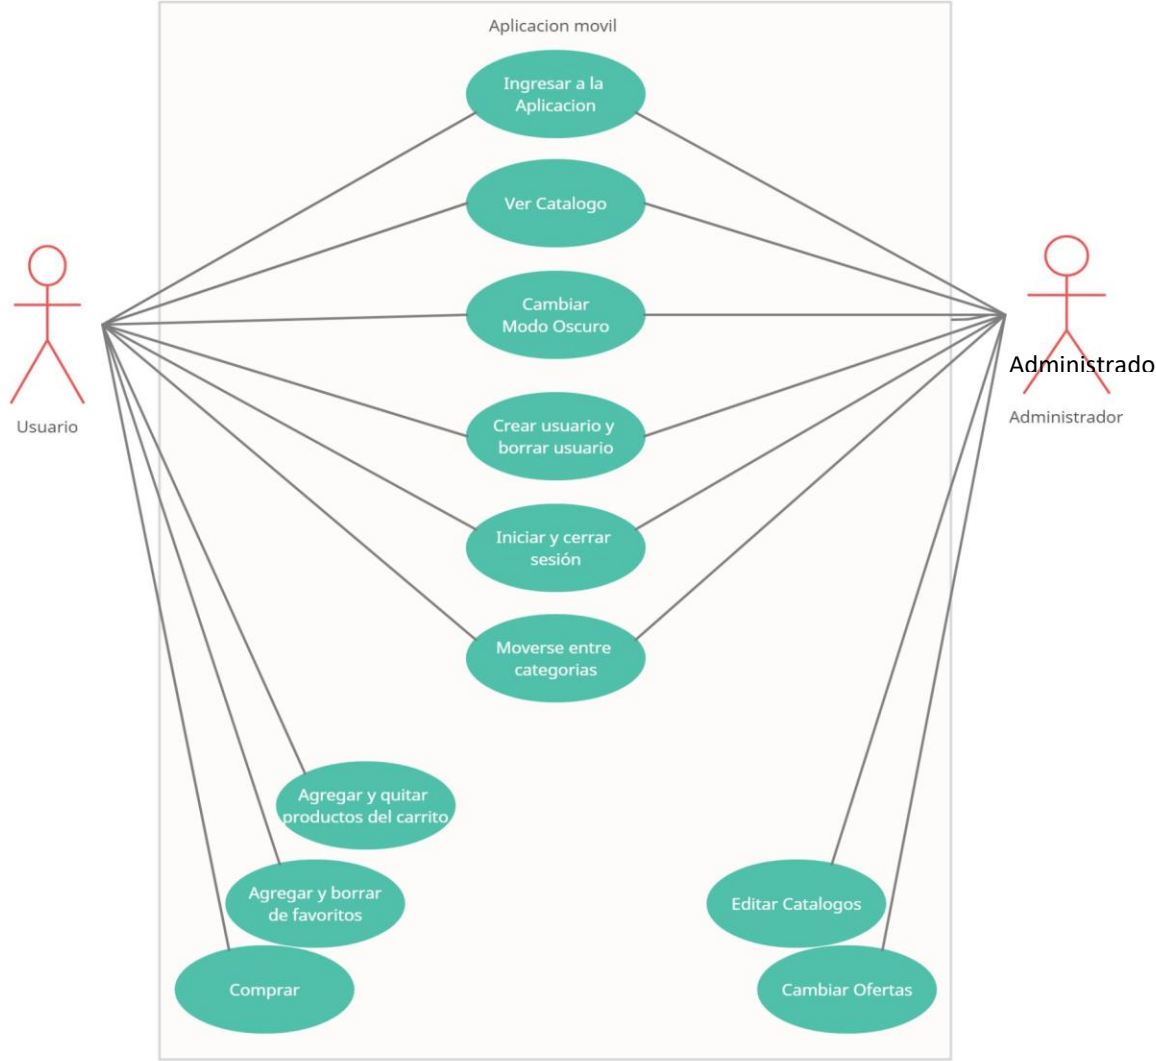 Aplicacion movil
Ingresar a la
Aplicacion
Ver Catalogo
Cambiar
Modo Oscuro
Administrado
Usuario
Administrador
Crear usuario y
borrar usuario
Iniciar y cerrar
sesión
Moverse entre
categorias
Agregar y quitar
productos del carrito
Agregar y borrar
de favoritos
Editar Catalogos
Comprar
Cambiar Ofertas